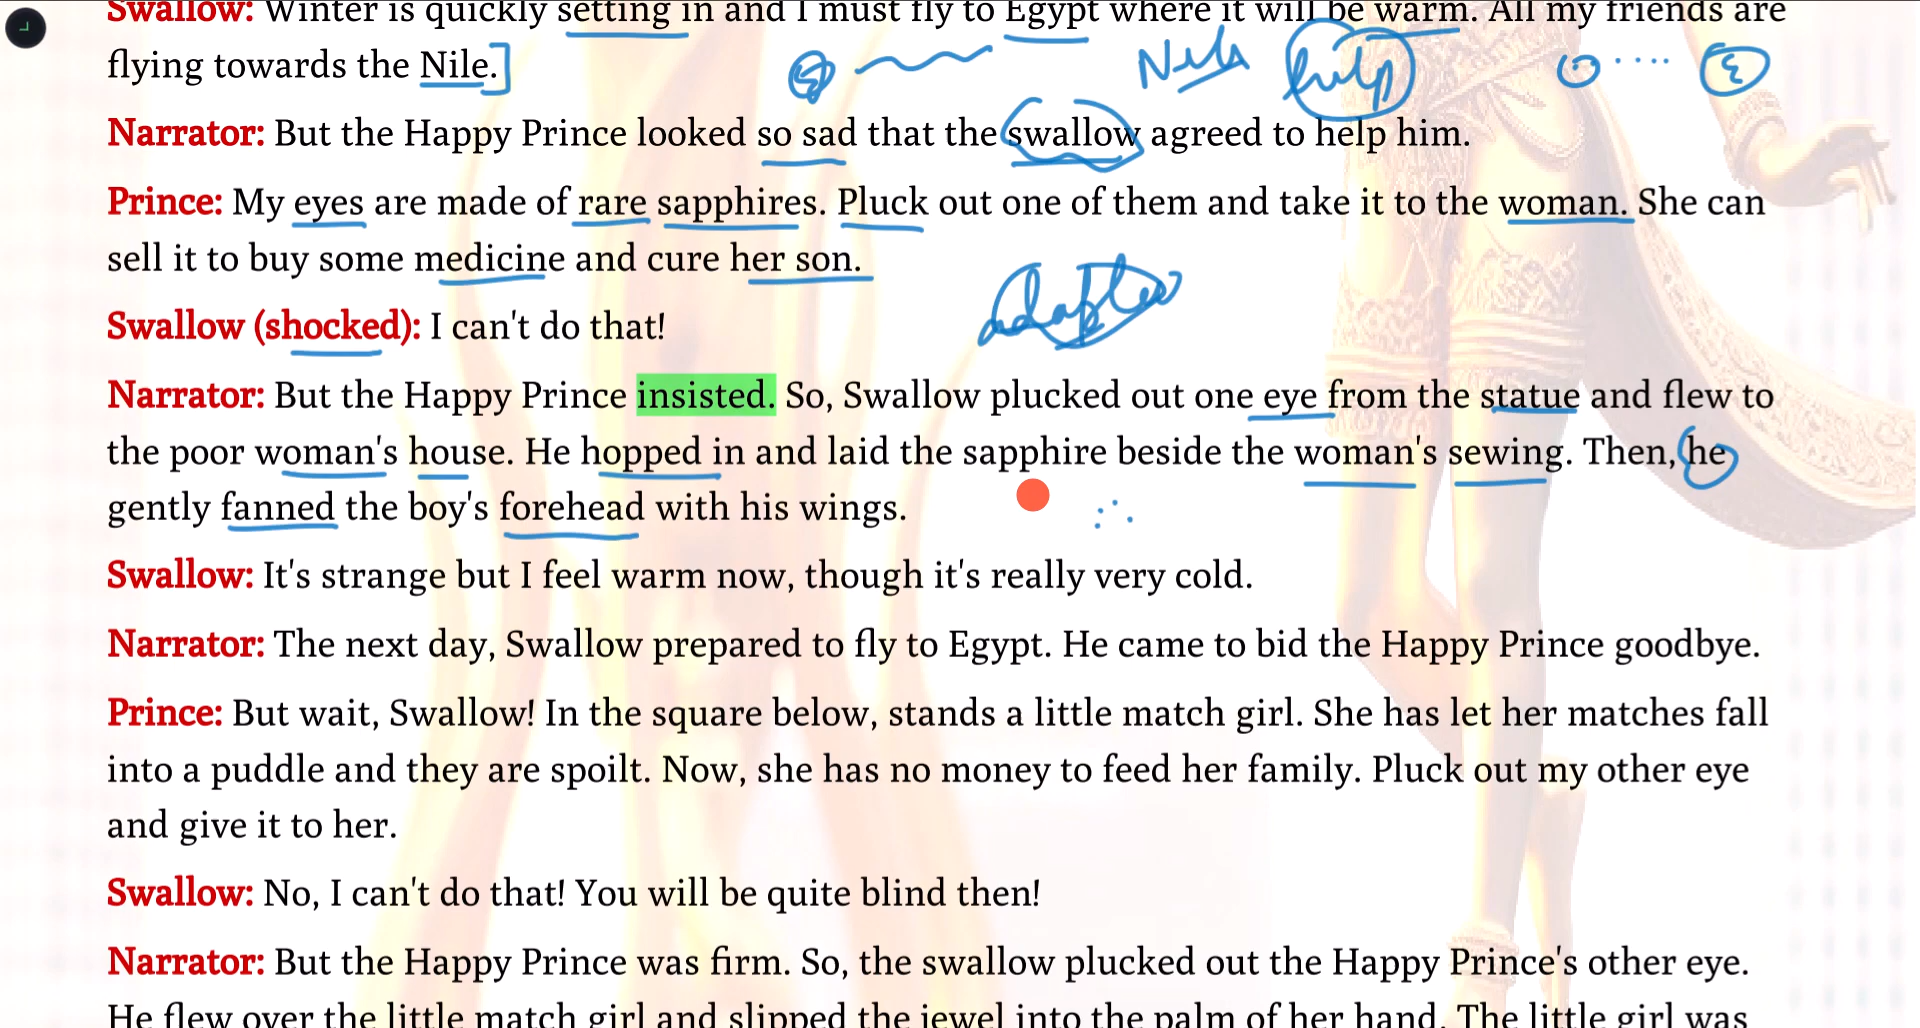 Swallow: Winter is quickly setting in and I must fly to Egypt where it will be warm. All my friends are
flying towards the Nile.]
Nile help
Narrator: But the Happy Prince looked so sad that the swallow agreed to help him.
Prince: My eyes are made of rare sapphires. Pluck out one of them and take it to the woman. She can
sell it to buy some medicine and cure her son.
Swallow (shocked): I can't do that!
Narrator: But the Happy Prince insisted. So, Swallow plucked out one eye from the statue and flew to
the poor woman's house. He hopped in and laid the sapphire beside the woman's sewing. Then, he
gently fanned the boy's forehead with his wings.
Swallow: It's strange but I feel warm now, though it's really very cold.
Narrator: The next day, Swallow prepared to fly to Egypt. He came to bid the Happy Prince goodbye.
Prince: But wait, Swallow! In the square below, stands a little match girl. She has let her matches fall
into a puddle and they are spoilt. Now, she has no money to feed her family. Pluck out my other eye
and give it to her.
Swallow: No, I can't do that! You will be quite blind then!
Narrator: But the Happy Prince was firm. So, the swallow plucked out the Happy Prince's other eye.
He flew over the little match girl and slipped the jewel into the palm of her hand. The little girl was